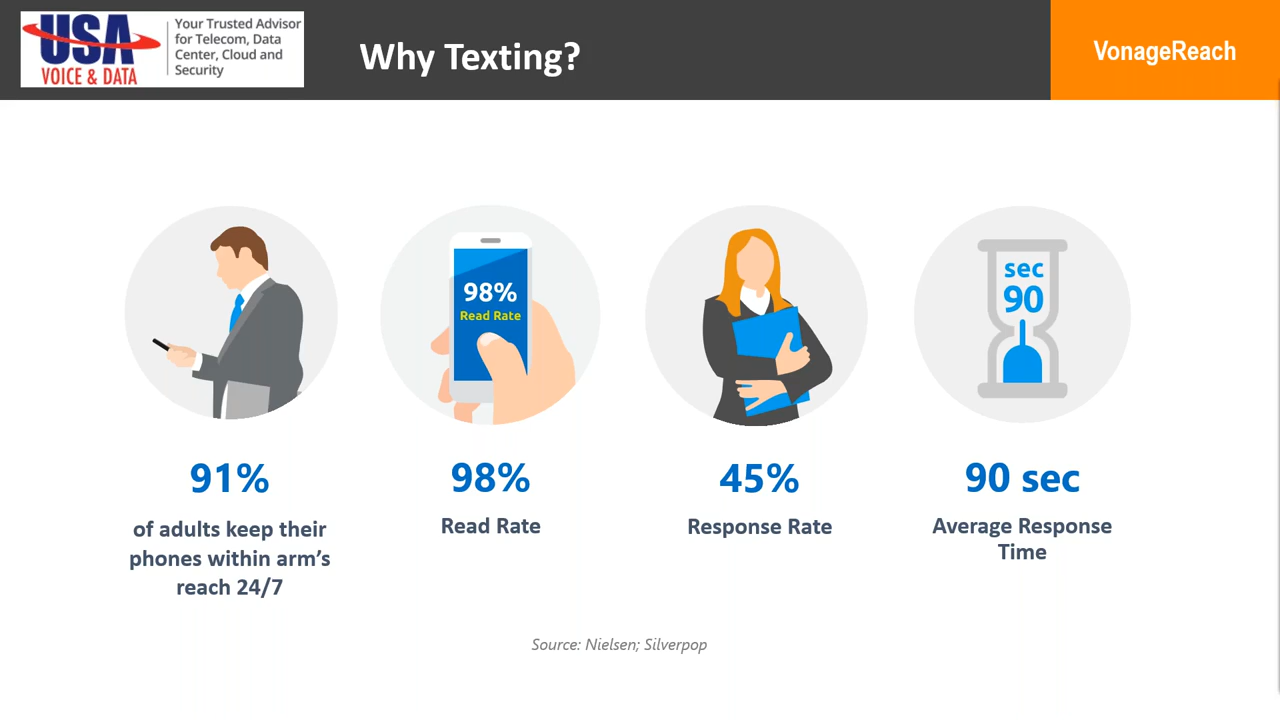 USA
VOICE & DATA
Your Trusted Advisor
for Telecom, Data
Center, Cloud and
Security
Why Texting?
VonageReach
98%
Read Rate
sec
90
91%
of adults keep their
phones within arm's
reach 24/7
98%
Read Rate
45%
Response Rate
90 sec
Average Response
Time
Source: Nielsen; Silverpop